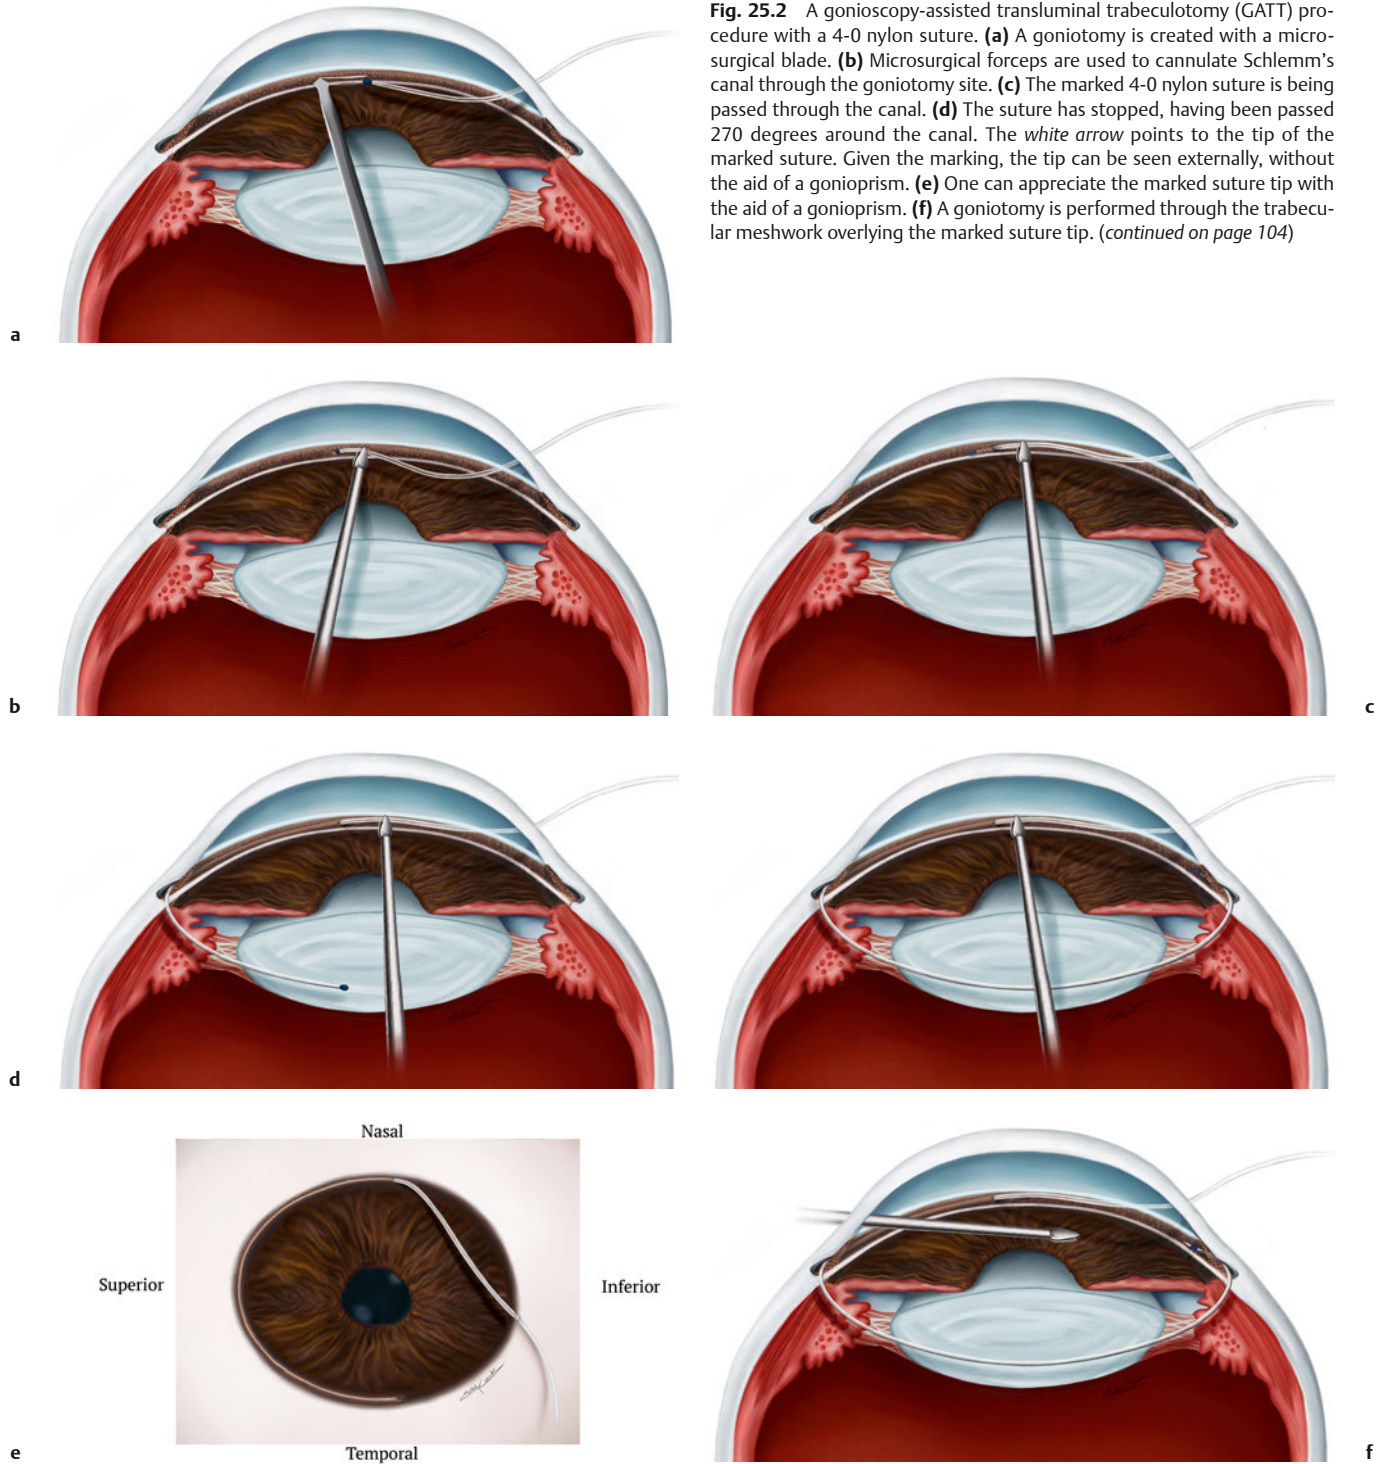 Fig. 25.2 A gonioscopy-assisted transluminal trabeculotomy (GATT) pro-
cedure with a 4-0 nylon suture. (a) A goniotomy is created with a micro-
surgical blade. (b) Microsurgical forceps are used to cannulate Schlemm's
canal through the goniotomy site. (c) The marked 4-0 nylon suture is being
passed through the canal. (d) The suture has stopped, having been passed
270 degrees around the canal. The white arrow points to the tip of the
marked suture. Given the marking, the tip can be seen externally, without
the aid of a gonioprism. (e) One can appreciate the marked suture tip with
the aid of a gonioprism. (f) A goniotomy is performed through the trabecu-
lar meshwork overlying the marked suture tip. (continued on page 104)
a
b
c
d
Nasal
Superior
Inferior
Temporal
e
f